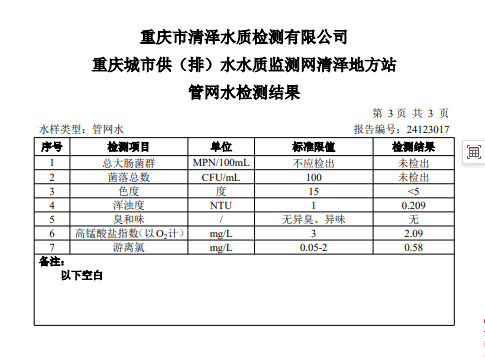 重庆市清泽水质检测有限公司
重庆城市供（排）水水质监测网清泽地方站
管网水检测结果
第 3 页 共 3 页
水样类型：管网水 报告编号：24123017
序号 检测项目 单位 标准限值 检测结果
1 总大肠菌群 MPN/100mL 不应检出 未检出
2 菌落总数 CFU/mL 100 未检出
3 色度 度 15 <5
4 浑浊度 NTU 1 0.209
5 臭和味 / 无异臭、异味 无
6 高锰酸盐指数（以 O₂ 计） mg/L 3 2.09
7 游离氯 mg/L 0.05-2 0.58
备注：
以下空白